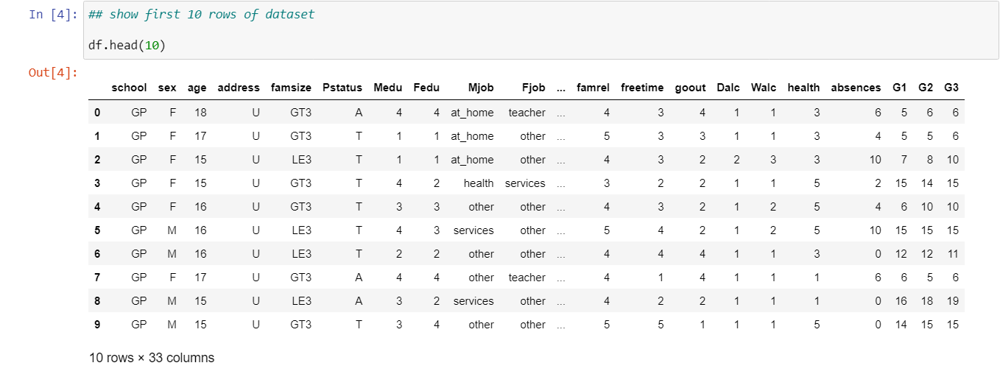 In [4]: ## show first 10 rows of dataset
df.head(10)
Out[4]:
school sex age address famsize Pstatus Medu Fedu Mjob Fjob ... famrel freetime goout Dalc Walc health absences G1 G2 G3
0 GP F 18 U GT3 A 4 4 at_home teacher ... 4 3 4 1 1 3 6 5 6 6
1 GP F 17 U GT3 T 1 1 at_home other ... 5 3 3 1 1 3 4 5 5 6
2 GP F 15 U LE3 T 1 1 at_home other ... 4 3 2 2 3 3 10 7 8 10
3 GP F 15 U GT3 T 4 2 health services ... 3 2 2 1 1 5 2 15 14 15
4 GP F 16 U GT3 T 3 3 other other ... 4 3 2 1 2 5 4 6 10 10
5 GP M 16 U LE3 T 4 3 services other ... 5 4 2 1 2 5 10 15 15 15
6 GP M 16 U LE3 T 2 2 other other ... 4 4 4 1 1 3 0 12 12 11
7 GP F 17 U GT3 A 4 4 other teacher ... 4 1 4 1 1 1 6 6 5 6
8 GP M 15 U LE3 A 3 2 services other ... 4 2 2 1 1 1 0 16 18 19
9 GP M 15 U GT3 T 3 4 other other ... 5 5 1 1 1 5 0 14 15 15
10 rows × 33 columns